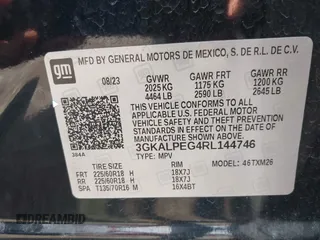 MFD BY GENERAL MOTORS DE MEXICO, S. DE R.L. DE C.V.
gm
08/23 GVWR GAWR FRT GAWR RR
2025 KG 1175 KG 1200 KG
4464 LB 2590 LB 2645 LB
THIS VEHICLE CONFORMS TO ALL APPLICABLE
U.S. FEDERAL MOTOR VEHICLE SAFETY
AND THEFT PREVENTION STANDARDS IN
EFFECT ON THE DATE OF MANUFACTURE
SHOWN ABOVE.
3GKALPEG4RL144746
384A TYPE: MPV MODEL: 46TXM26
TIRE SIZE RIM
FRT 225/60R18 H 18X7J
RR 225/60R18 H 18X7J
SPA T135/70R16 M 16X4BT
IDREAMBID